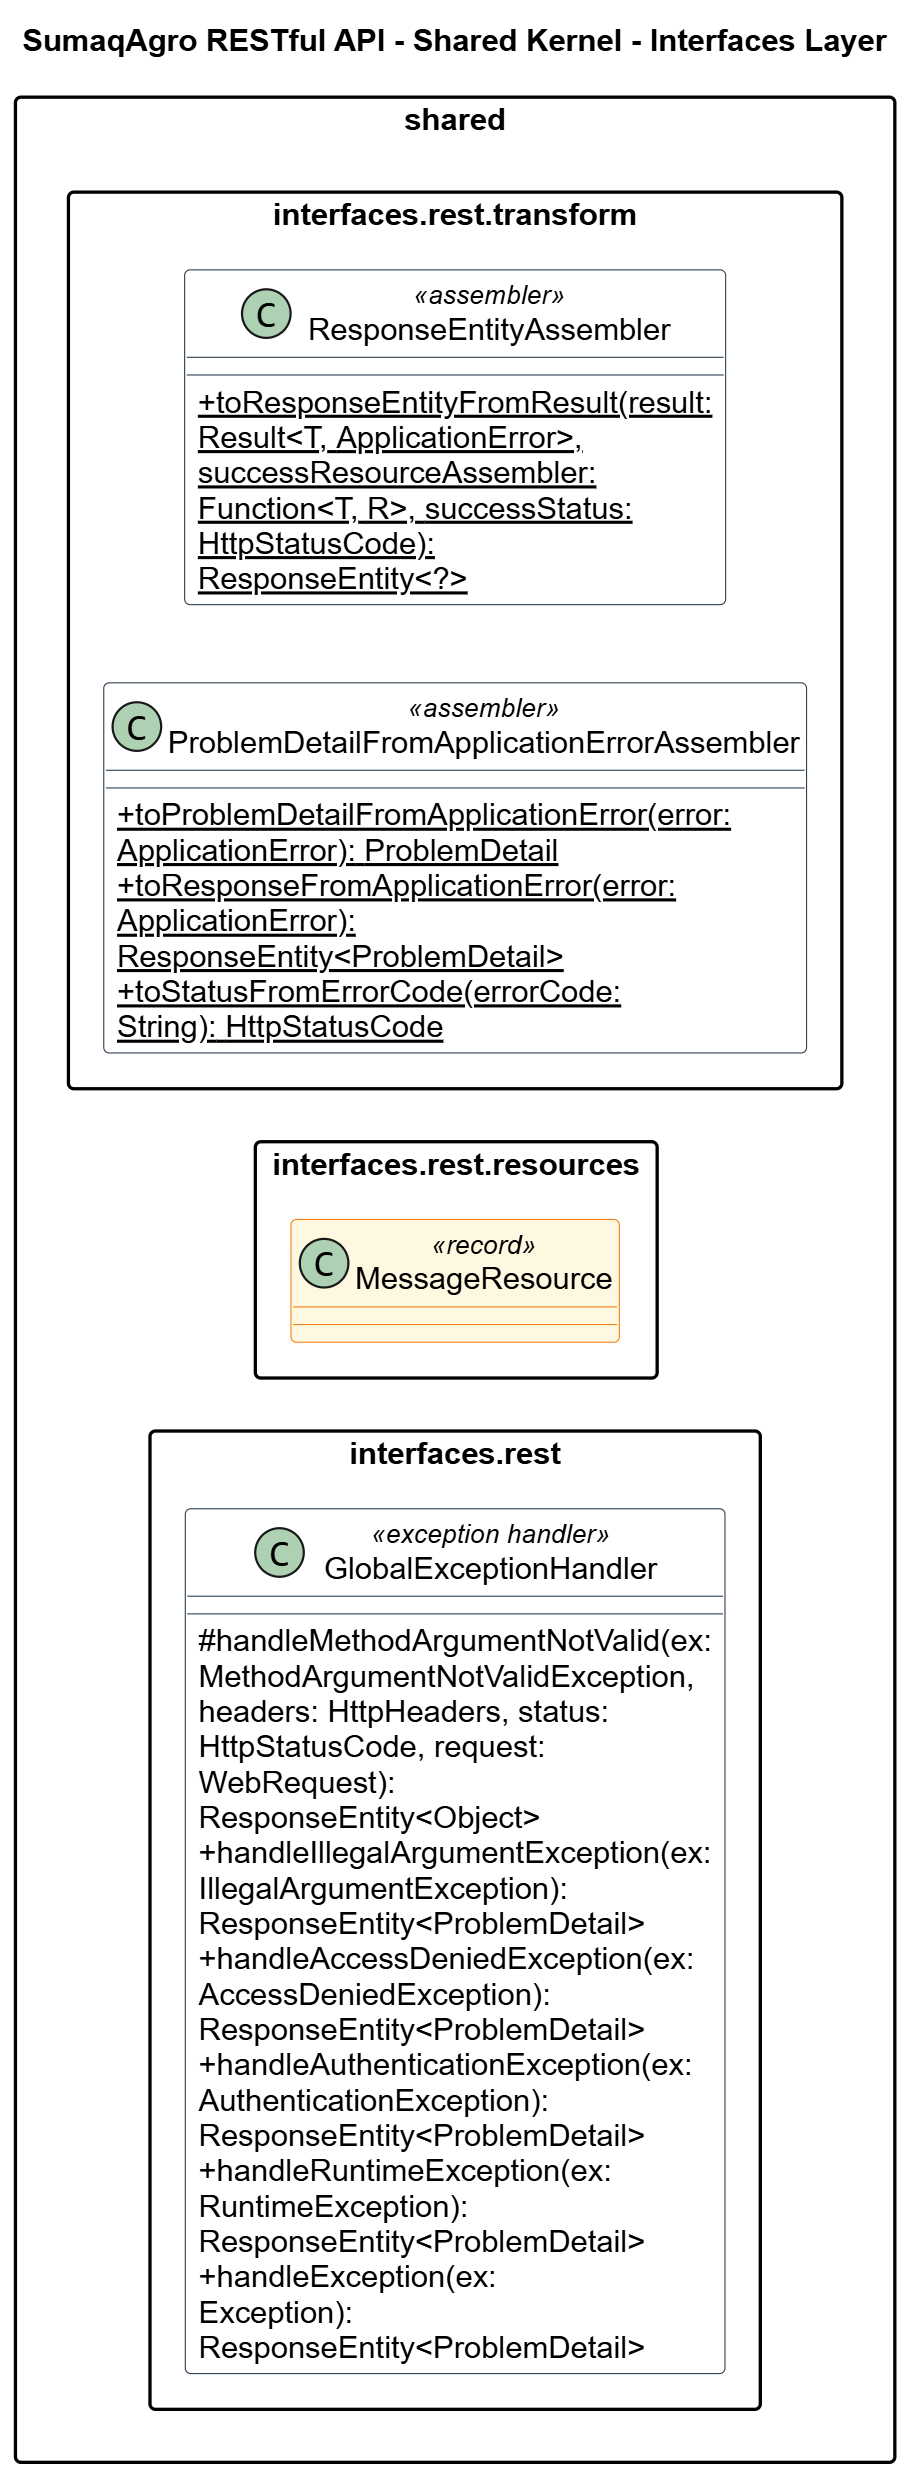 SumaqAgro RESTful API - Shared Kernel - Interfaces Layer
shared
interfaces.rest.transform
C
«assembler»
ResponseEntityAssembler
+toResponseEntityFromResult(result:
Result<T, ApplicationError>,
successResourceAssembler:
Function<T, R>, successStatus:
HttpStatusCode):
ResponseEntity<?>
C
«assembler»
ProblemDetailFromApplicationErrorAssembler
+toProblemDetailFromApplicationError(error:
ApplicationError): ProblemDetail
+toResponseFromApplicationError(error:
ApplicationError):
ResponseEntity<ProblemDetail>
+toStatusFromErrorCode(errorCode:
String): HttpStatusCode
interfaces.rest.resources
C
«record»
MessageResource
interfaces.rest
C
«exception handler»
GlobalExceptionHandler
#handleMethodArgumentNotValid(ex:
MethodArgumentNotValidException,
headers: HttpHeaders, status:
HttpStatusCode, request:
WebRequest):
ResponseEntity<Object>
+handleIllegalArgumentException(ex:
IllegalArgumentException):
ResponseEntity<ProblemDetail>
+handleAccessDeniedException(ex:
AccessDeniedException):
ResponseEntity<ProblemDetail>
+handleAuthenticationException(ex:
AuthenticationException):
ResponseEntity<ProblemDetail>
+handleRuntimeException(ex:
RuntimeException):
ResponseEntity<ProblemDetail>
+handleException(ex:
Exception):
ResponseEntity<ProblemDetail>